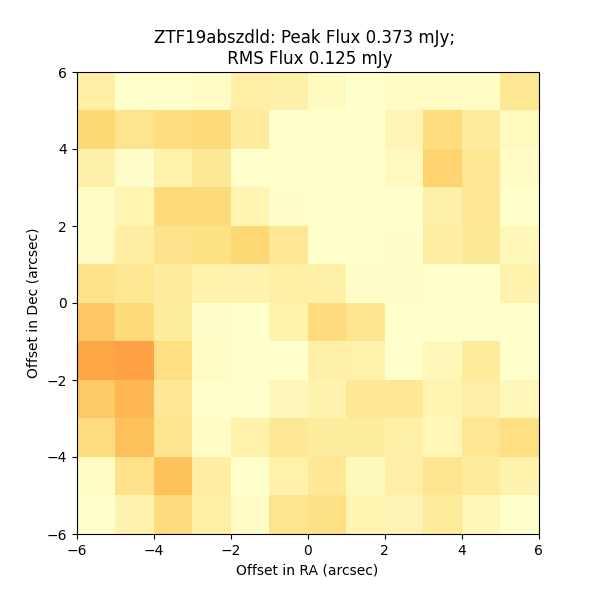 ZTF19abszdld: Peak Flux 0.373 mJy;
RMS Flux 0.125 mJy
6
4
2
0
−2
−4
−6
Offset in Dec (arcsec)
−6 −4 −2 0 2 4 6
Offset in RA (arcsec)